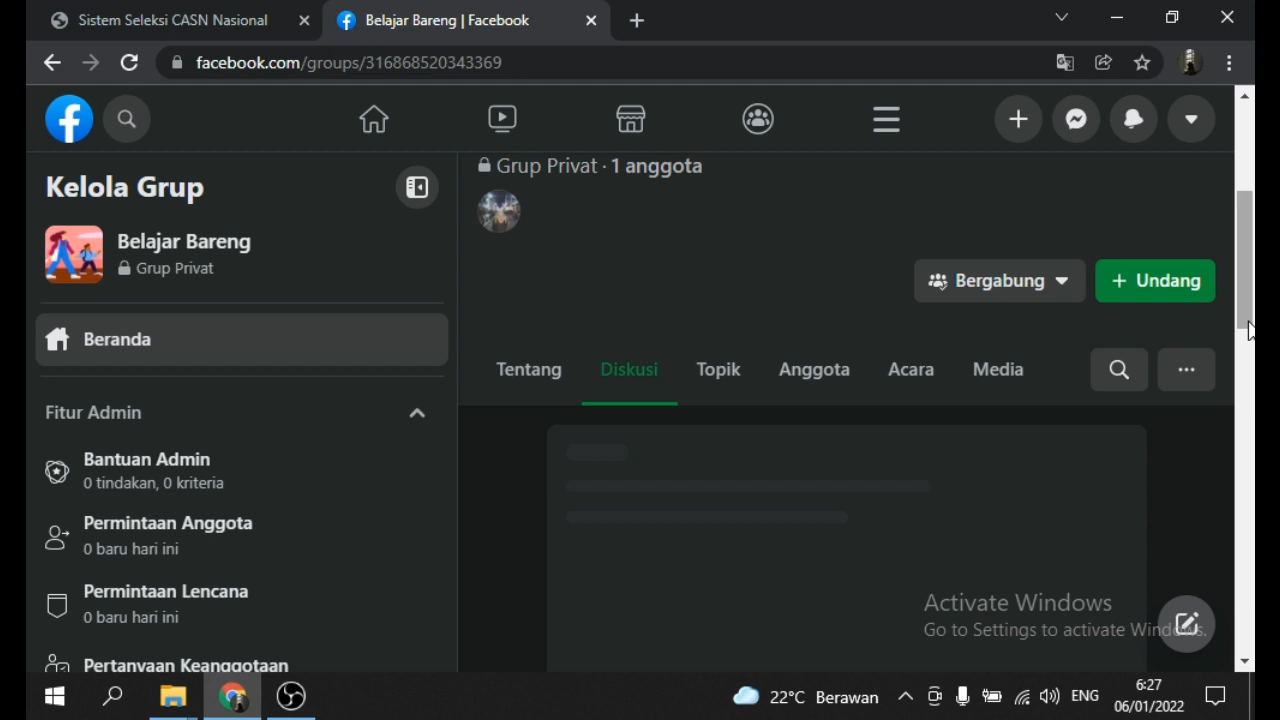 Sistem Seleksi CASN Nasional
Belajar Bareng | Facebook
facebook.com/groups/316868520343369
Kelola Grup
Belajar Bareng
Grup Privat
Beranda
Fitur Admin
Bantuan Admin
0 tindakan, 0 kriteria
Permintaan Anggota
0 baru hari ini
Permintaan Lencana
0 baru hari ini
Pertanyaan Keanggotaan
Grup Privat · 1 anggota
Bergabung
+ Undang
Tentang
Diskusi
Topik
Anggota
Acara
Media
Activate Windows
Go to Settings to activate Windows.
22°C Berawan
ENG
6:27
06/01/2022